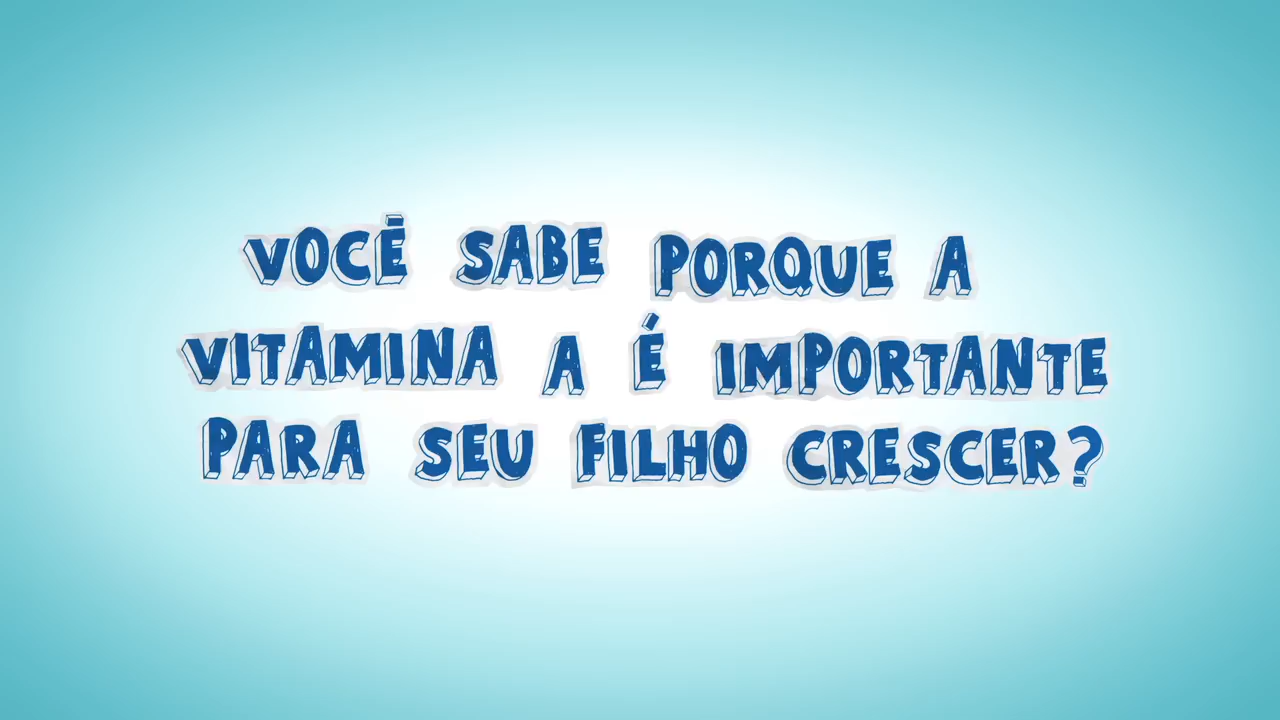 VOCÊ SABE PORQUE A
VITAMINA A É IMPORTANTE
PARA SEU FILHO CRESCER?